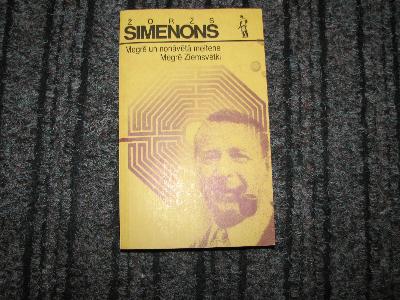 ŽORŽS
SIMENONS
Megrē un nonāvētā meitene
Megrē Ziemsvētki